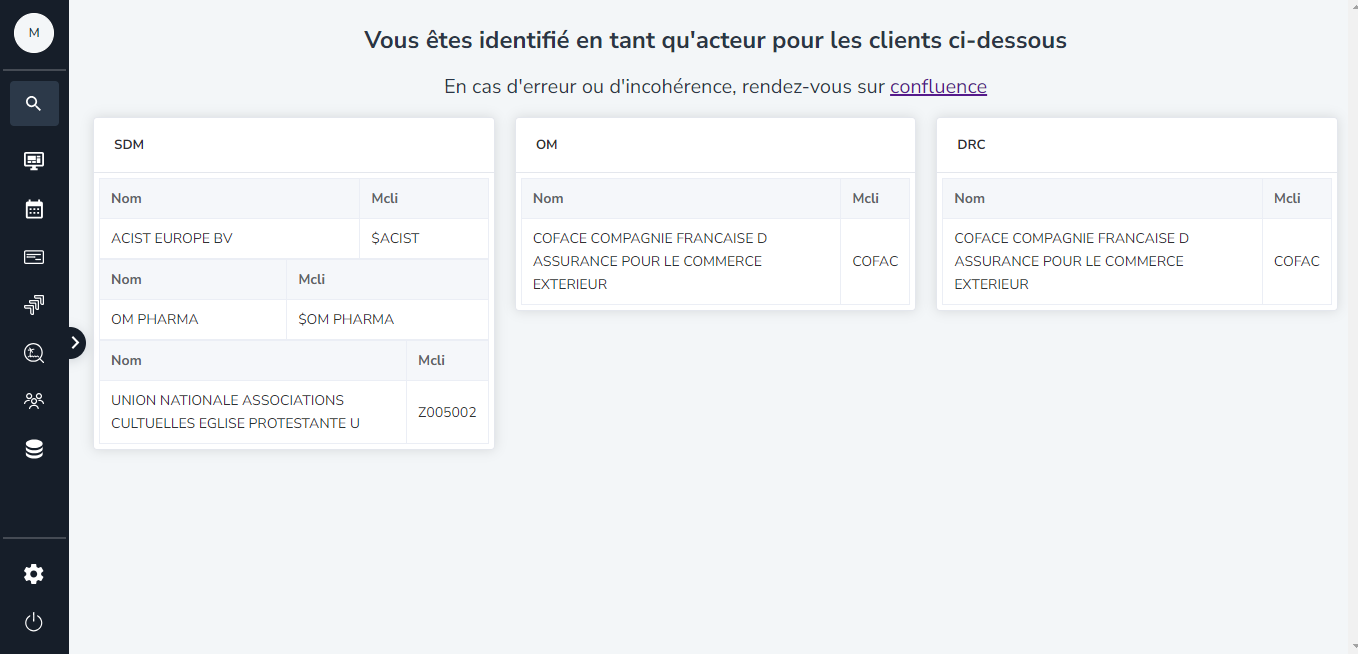 M
Vous êtes identifié en tant qu'acteur pour les clients ci-dessous
En cas d'erreur ou d'incohérence, rendez-vous sur confluence
SDM
Nom Mcli
ACIST EUROPE BV $ACIST
Nom Mcli
OM PHARMA $OM PHARMA
Nom Mcli
UNION NATIONALE ASSOCIATIONS
CULTUELLES EGLISE PROTESTANTE U
Z005002
OM
Nom Mcli
COFACE COMPAGNIE FRANCAISE D
ASSURANCE POUR LE COMMERCE
EXTERIEUR
COFAC
DRC
Nom Mcli
COFACE COMPAGNIE FRANCAISE D
ASSURANCE POUR LE COMMERCE
EXTERIEUR
COFAC